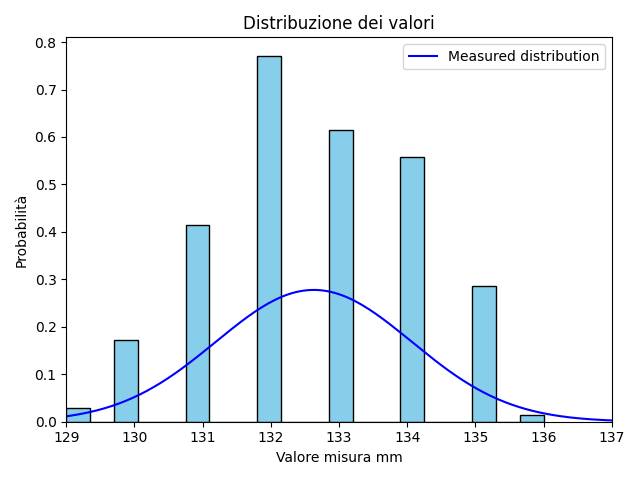 Distribuzione dei valori
Measured distribution
0.8
0.7
0.6
0.5
0.4
0.3
0.2
0.1
0.0
Probabilità
129 130 131 132 133 134 135 136 137
Valore misura mm